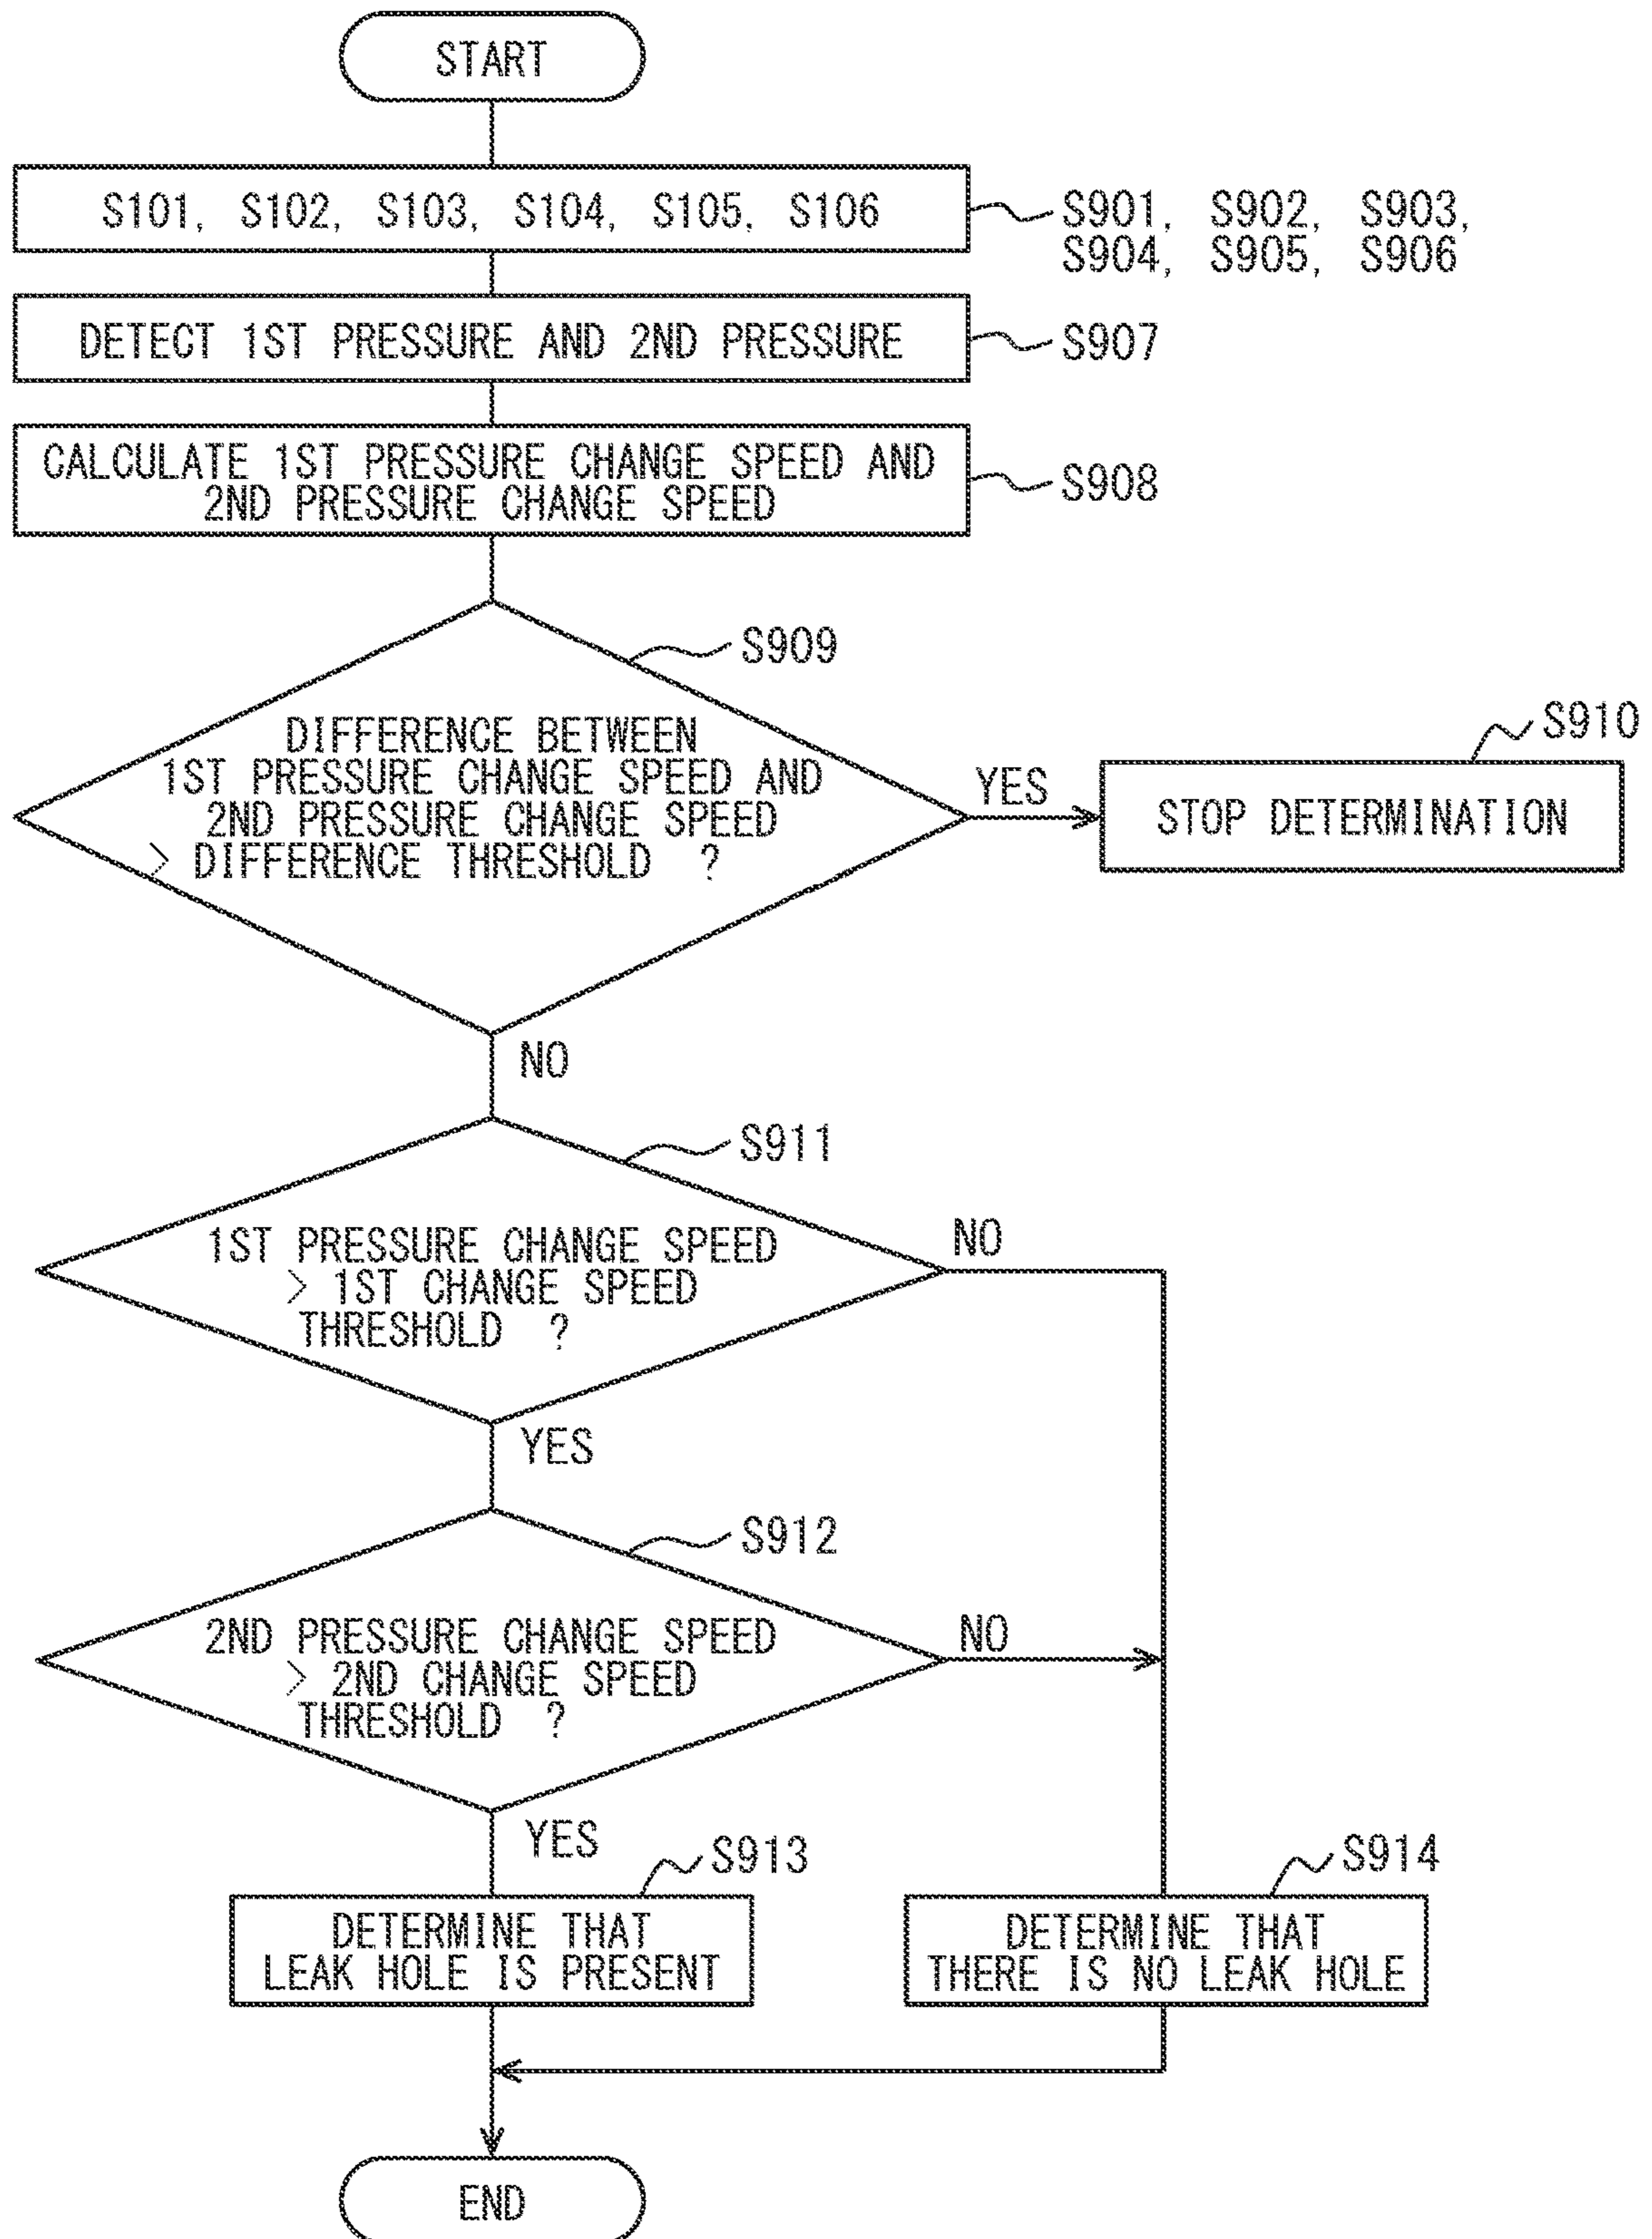 START
S101, S102, S103, S104, S105, S106
S901, S902, S903,
S904, S905, S906
DETECT 1ST PRESSURE AND 2ND PRESSURE
S907
CALCULATE 1ST PRESSURE CHANGE SPEED AND
2ND PRESSURE CHANGE SPEED
S908
S909
DIFFERENCE BETWEEN
1ST PRESSURE CHANGE SPEED AND
2ND PRESSURE CHANGE SPEED
> DIFFERENCE THRESHOLD ?
YES
S910
STOP DETERMINATION
NO
S911
1ST PRESSURE CHANGE SPEED
> 1ST CHANGE SPEED
THRESHOLD ?
NO
YES
S912
2ND PRESSURE CHANGE SPEED
> 2ND CHANGE SPEED
THRESHOLD ?
NO
YES
S913
DETERMINE THAT
LEAK HOLE IS PRESENT
S914
DETERMINE THAT
THERE IS NO LEAK HOLE
END